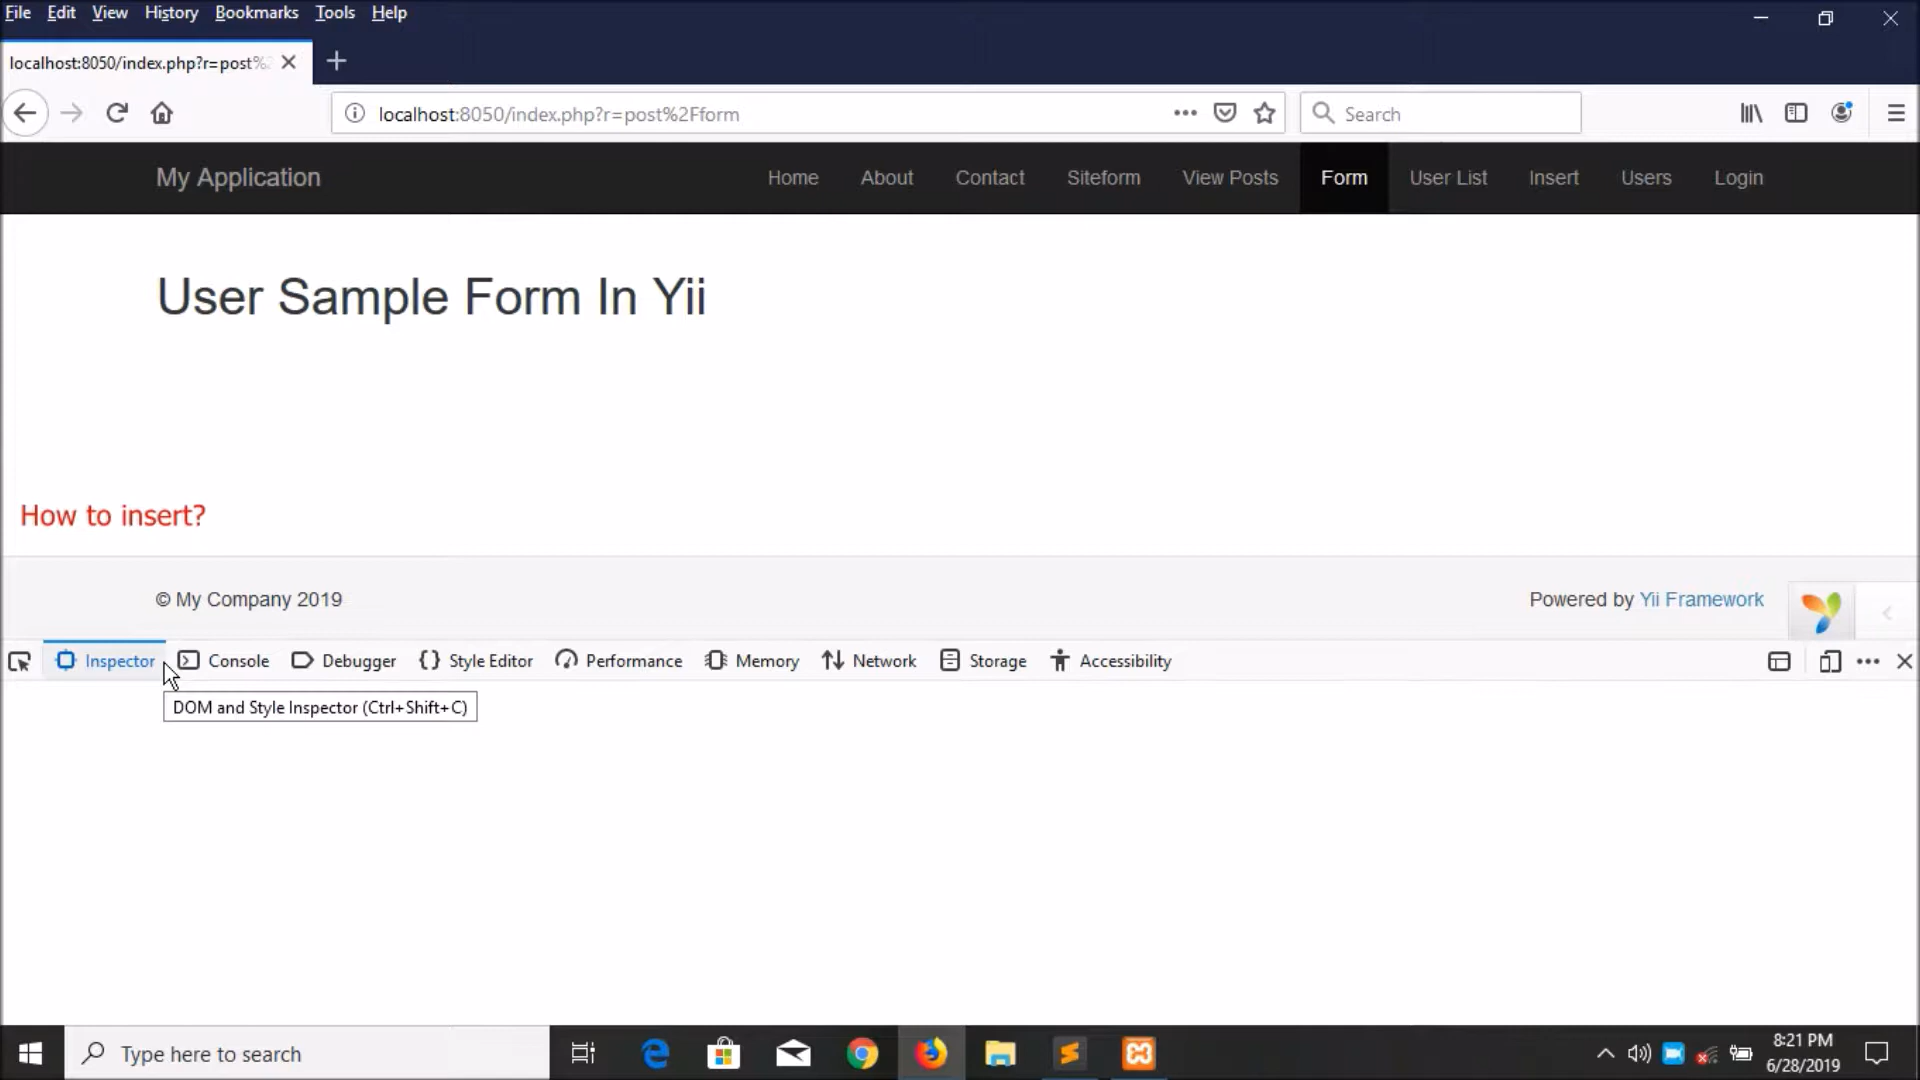 File Edit View History Bookmarks Tools Help
localhost:8050/index.php?r=post%2
localhost:8050/index.php?r=post%2Fform
Search
My Application
Home About Contact Siteform View Posts Form User List Insert Users Login
User Sample Form In Yii
How to insert?
© My Company 2019
Powered by Yii Framework
Inspector Console Debugger Style Editor Performance Memory Network Storage Accessibility
DOM and Style Inspector (Ctrl+Shift+C)
Type here to search
8:21 PM
6/28/2019